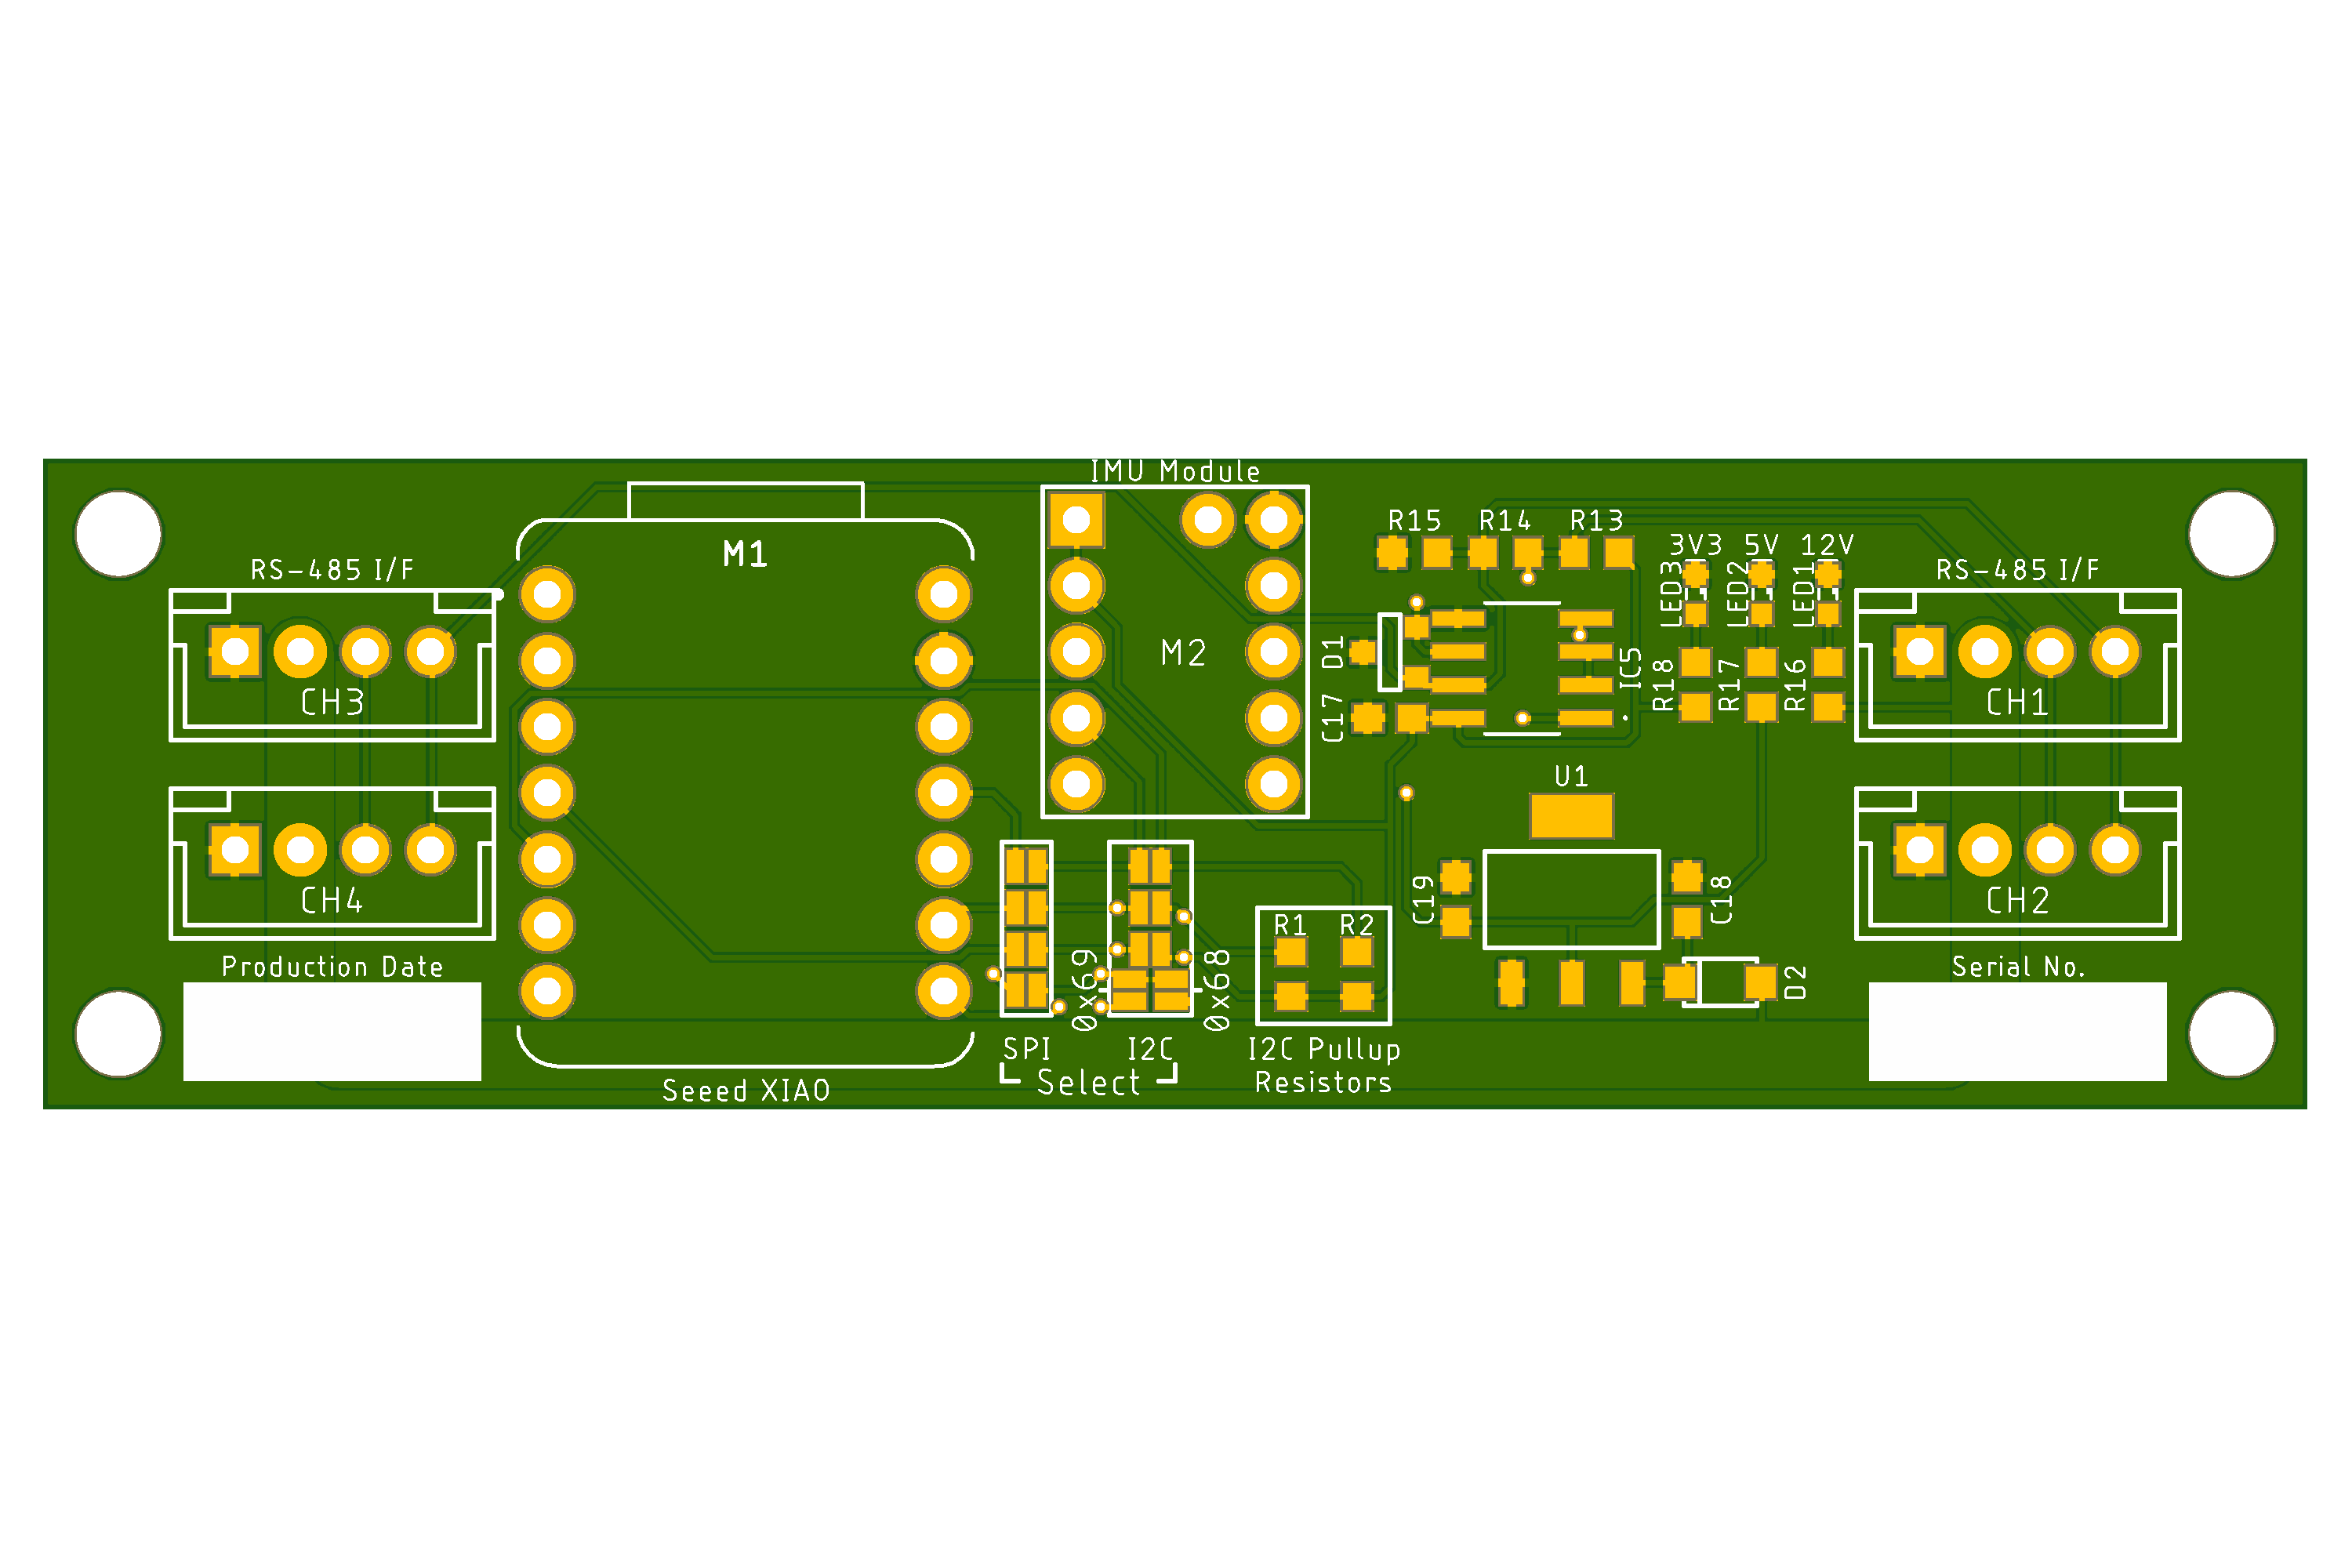 IMU Module
R15 R14 R13
3V3 5V 12V
M1
RS-485 I/F
RS-485 I/F
LED3
LED2
LED1
D1
M2
IC5
R18
R17
R16
CH3
CH1
C17
U1
CH4
C19
C18
CH2
R1 R2
Production Date
0x69
0x68
D2
Serial No.
SPI I2C
Select
I2C Pullup
Resistors
Seeed XIAO